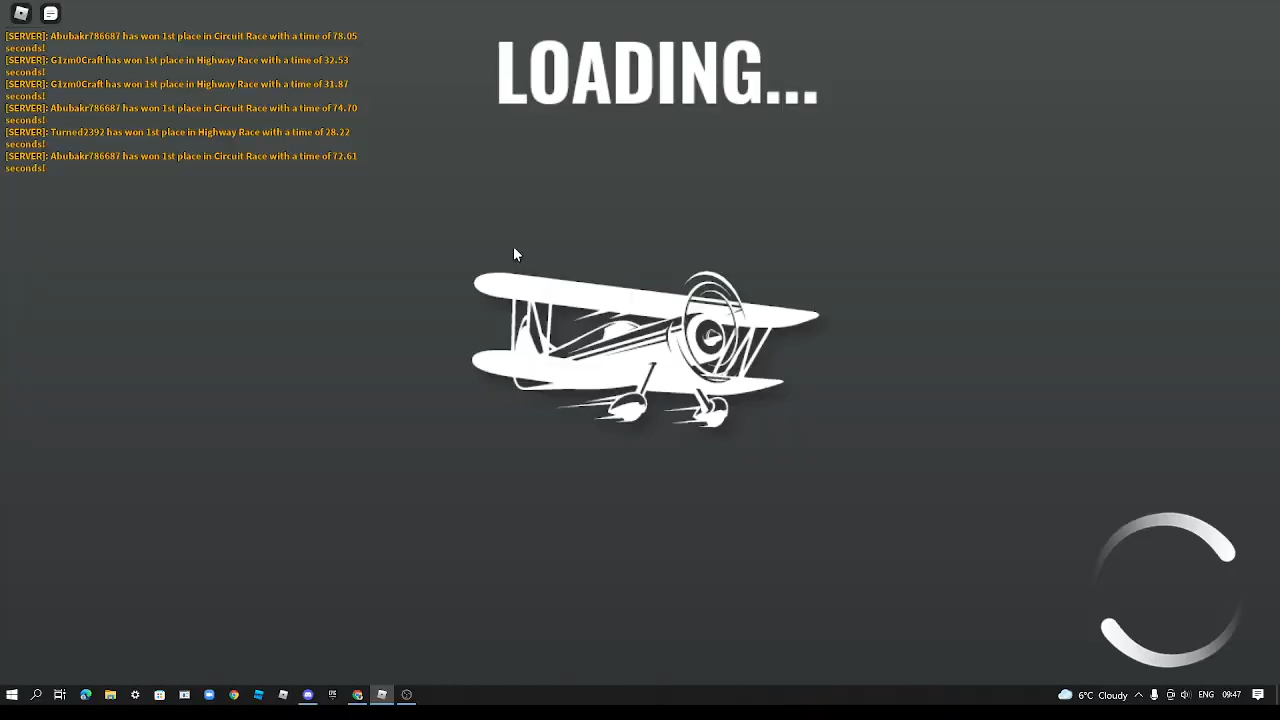 [SERVER]: Abubakr786687 has won 1st place in Circuit Race with a time of 78.05
seconds!
[SERVER]: G1zm0Craft has won 1st place in Highway Race with a time of 32.53
seconds!
[SERVER]: G1zm0Craft has won 1st place in Highway Race with a time of 31.87
seconds!
[SERVER]: Abubakr786687 has won 1st place in Circuit Race with a time of 74.70
seconds!
[SERVER]: Turned2392 has won 1st place in Highway Race with a time of 28.22
seconds!
[SERVER]: Abubakr786687 has won 1st place in Circuit Race with a time of 72.61
seconds!
LOADING...
6°C Cloudy
ENG
09:47